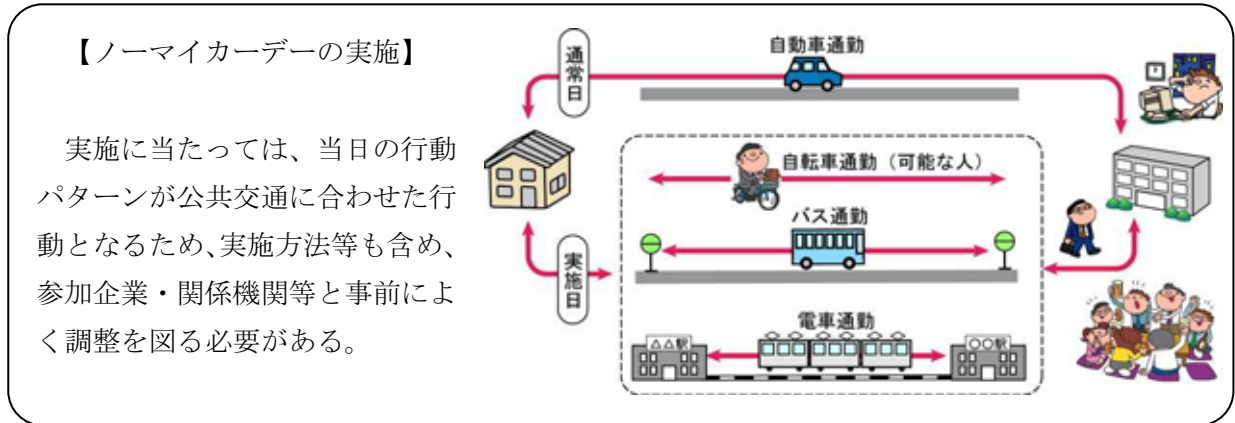 【ノーマイカーデーの実施】
実施に当たっては、当日の行動
パターンが公共交通に合わせた行
動となるため、実施方法等も含め、
参加企業・関係機関等と事前によ
く調整を図る必要がある。
通常日
自動車通勤
自転車通勤（可能な人）
バス通勤
実施日
電車通勤
△△駅
○○駅